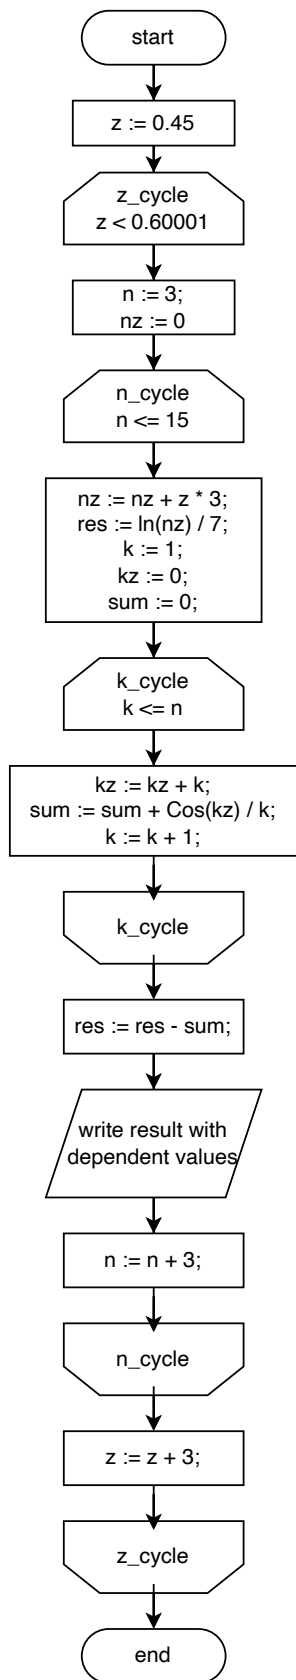 start
z := 0.45
z_cycle
z < 0.60001
n := 3;
nz := 0
n_cycle
n <= 15
nz := nz + z * 3;
res := ln(nz) / 7;
k := 1;
kz := 0;
sum := 0;
k_cycle
k <= n
kz := kz + k;
sum := sum + Cos(kz) / k;
k := k + 1;
k_cycle
res := res - sum;
write result with
dependent values
n := n + 3;
n_cycle
z := z + 3;
z_cycle
end